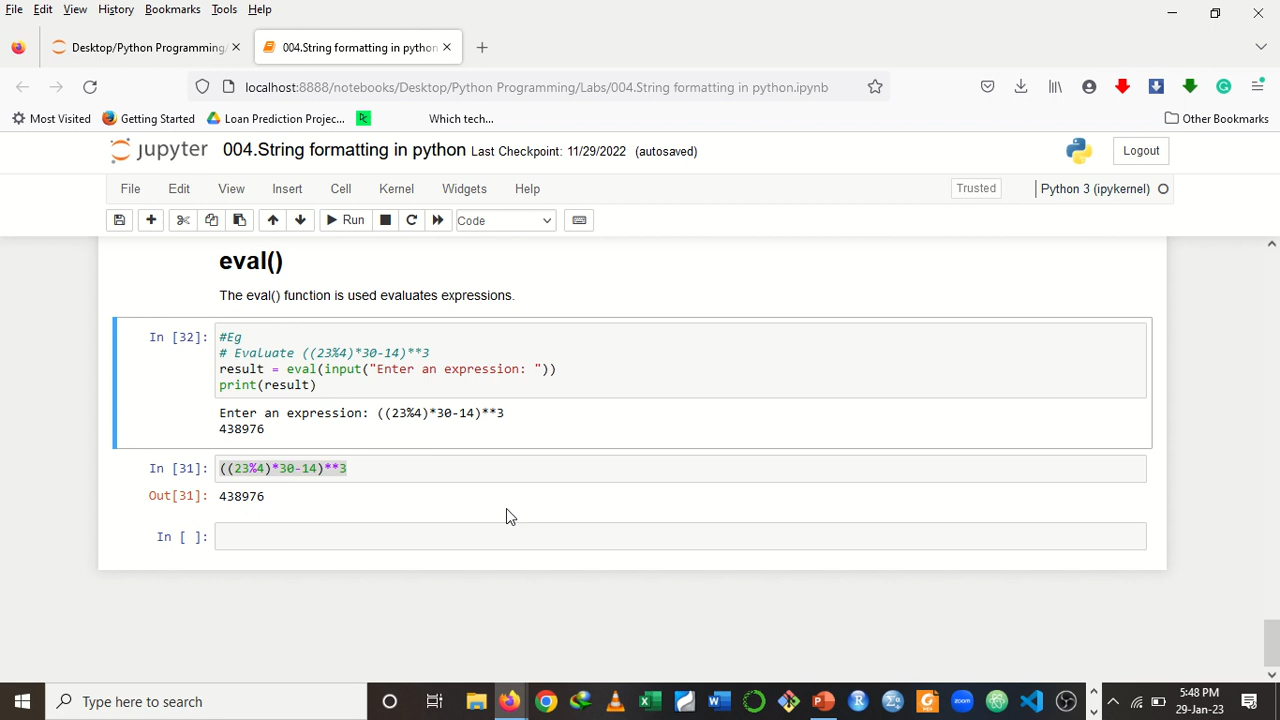 File Edit View History Bookmarks Tools Help
Desktop/Python Programming/ 004.String formatting in python
localhost:8888/notebooks/Desktop/Python Programming/Labs/004.String formatting in python.ipynb
Most Visited Getting Started Loan Prediction Projec... Which तट... Other Bookmarks
jupyter 004.String formatting in python Last Checkpoint: 11/29/2022 (autosaved) Logout
File Edit View Insert Cell Kernel Widgets Help Trusted Python 3 (ipykernel)
Run Code
eval()
The eval() function is used evaluates expressions.
In [32]: #Eg
# Evaluate ((23%4)*30-14)**3
result = eval(input("Enter an expression: "))
print(result)
Enter an expression: ((23%4)*30-14)**3
438976
In [31]: ((23%4)*30-14)**3
Out[31]: 438976
In [ ]:
Type here to search
zoom
5:48 PM
29-Jan-23